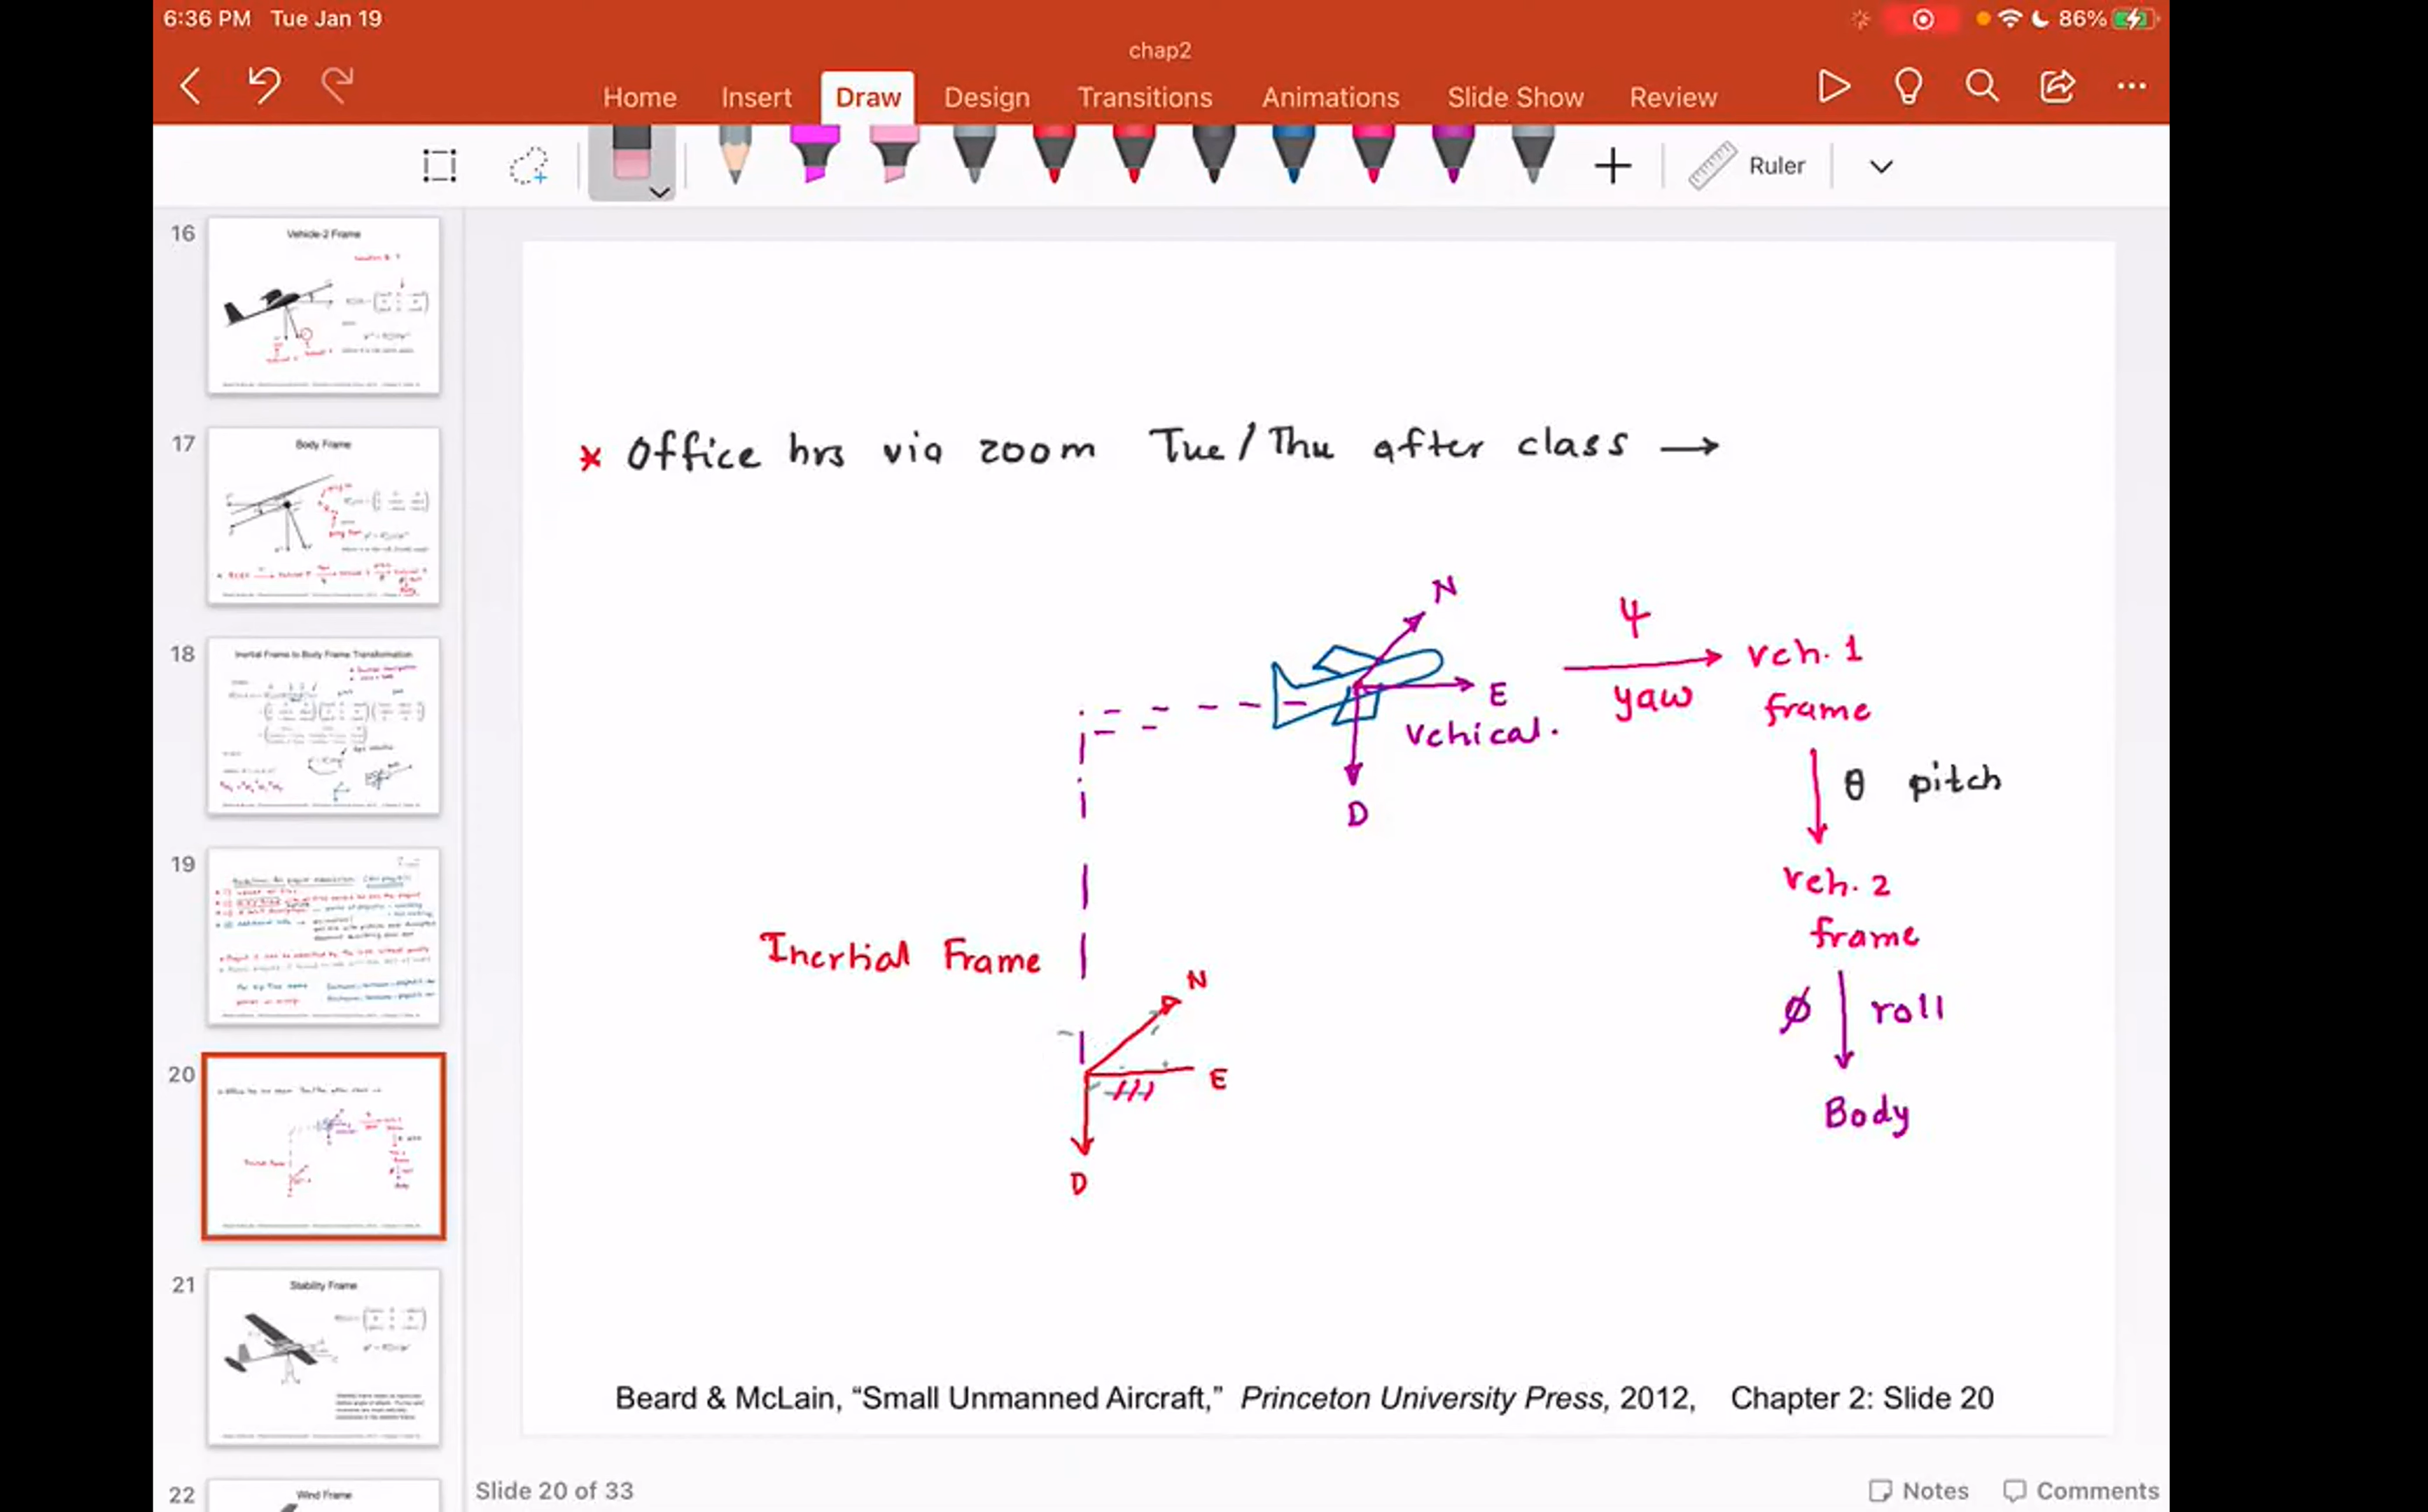 6:36 PM Tue Jan 19
86%
chap2
Home Insert Draw Design Transitions Animations Slide Show Review
Ruler
16
Vehicle-2 Frame
17
Body Frame
18
Inertial Frame to Body Frame Transformation
19
20
21
Stability Frame
22
Wind Frame
* Office hrs via zoom Tue/Thu after class →
N
E
Vehical.
D
ψ
yaw
veh. 1
frame
θ pitch
veh. 2
frame
φ roll
Body
Inertial Frame
N
E
D
Beard & McLain, “Small Unmanned Aircraft,” Princeton University Press, 2012, Chapter 2: Slide 20
Slide 20 of 33
Notes Comments